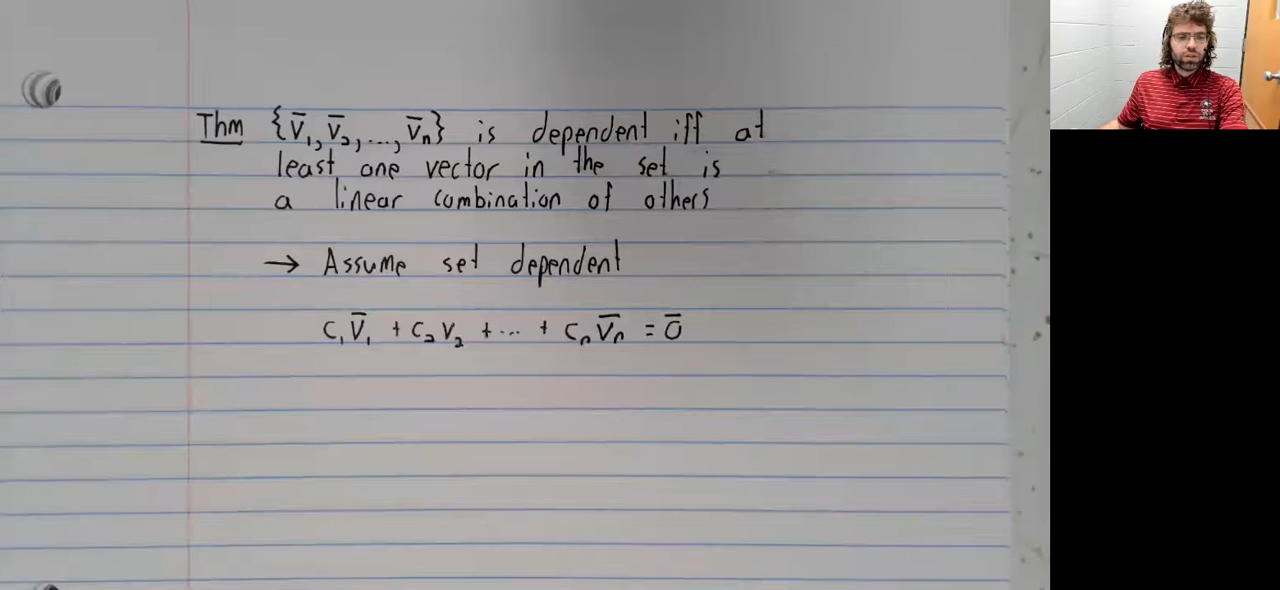 Thm {v̄₁, v̄₂, ..., v̄ₙ} is dependent iff at
least one vector in the set is
a linear combination of others
→ Assume set dependent
c₁v̄₁ + c₂v₂ + ... + cₙv̄ₙ = 0̄